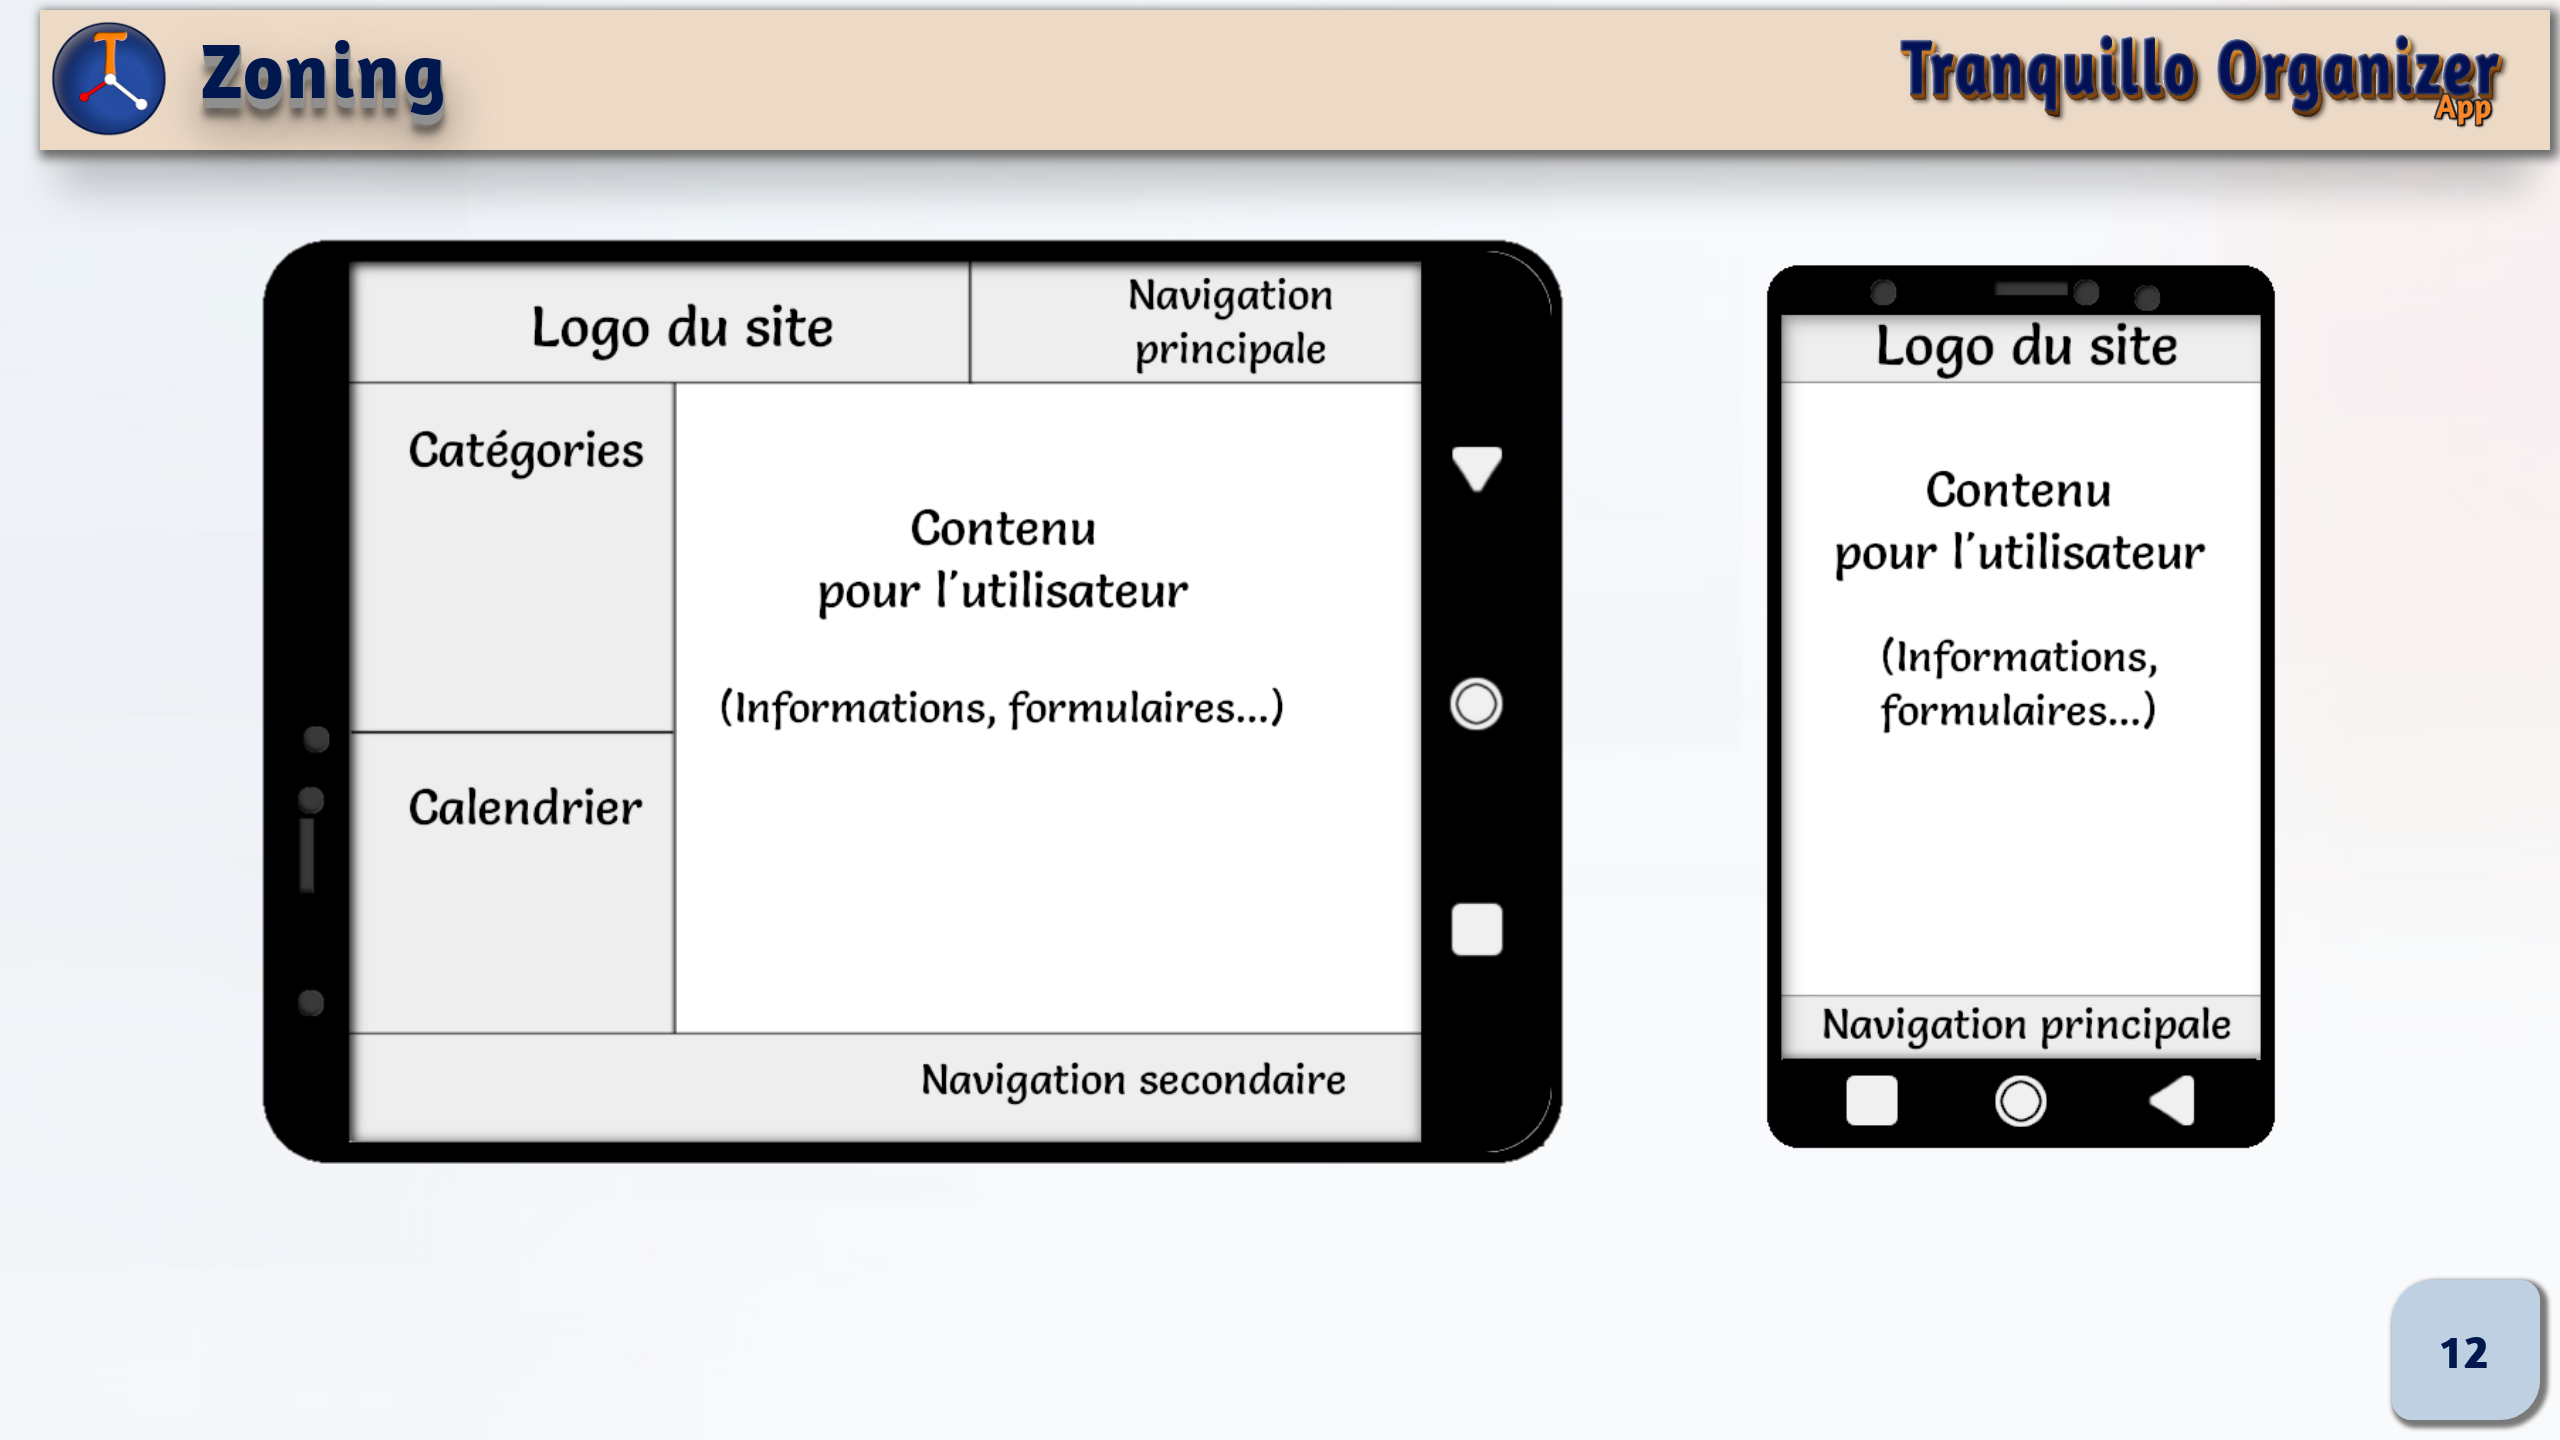 Zoning
Tranquillo Organizer
App
Logo du site
Navigation
principale
Catégories
Contenu
pour l'utilisateur
(Informations, formulaires...)
Calendrier
Navigation secondaire
Logo du site
Contenu
pour l'utilisateur
(Informations,
formulaires...)
Navigation principale
12